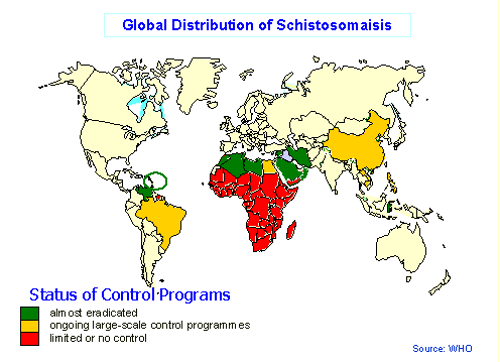 Global Distribution of Schistosomaisis
Status of Control Programs
almost eradicated
ongoing large-scale control programmes
limited or no control
Source: WHO